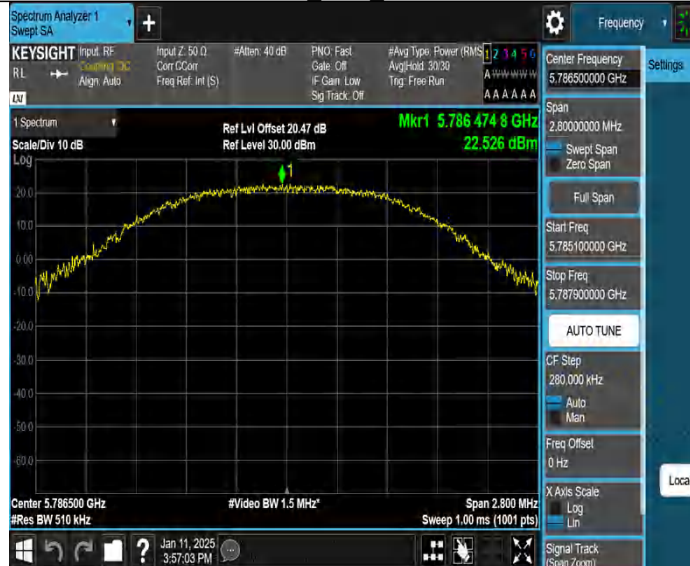 Spectrum Analyzer 1
Swept SA
+
Frequency
KEYSIGHT
RL
Input: RF
Coupling: DC
Align: Auto
Input Z: 50 Ω
Corr CCorr
Freq Ref: Int (S)
#Atten: 40 dB
PNO: Fast
Gate: Off
IF Gain: Low
Sig Track: Off
#Avg Type: Power (RMS
Avg|Hold: 30/30
Trig: Free Run
1 2 3 4 5 6
A W W W W W
A A A A A A
Center Frequency
5.786500000 GHz
Settings
Span
2.80000000 MHz
Swept Span
Zero Span
Full Span
Start Freq
5.785100000 GHz
Stop Freq
5.787900000 GHz
AUTO TUNE
CF Step
280.000 kHz
Auto
Man
Freq Offset
0 Hz
X Axis Scale
Log
Lin
Signal Track
(Span Zoom)
Loca
1 Spectrum
Scale/Div 10 dB
Ref Lvl Offset 20.47 dB
Ref Level 30.00 dBm
Mkr1 5.786 474 8 GHz
22.526 dBm
Log
1
20.0
10.0
0.00
-10.0
-20.0
-30.0
-40.0
-50.0
-60.0
Center 5.786500 GHz
#Res BW 510 kHz
#Video BW 1.5 MHz*
Span 2.800 MHz
Sweep 1.00 ms (1001 pts)
?
Jan 11, 2025
3:57:03 PM